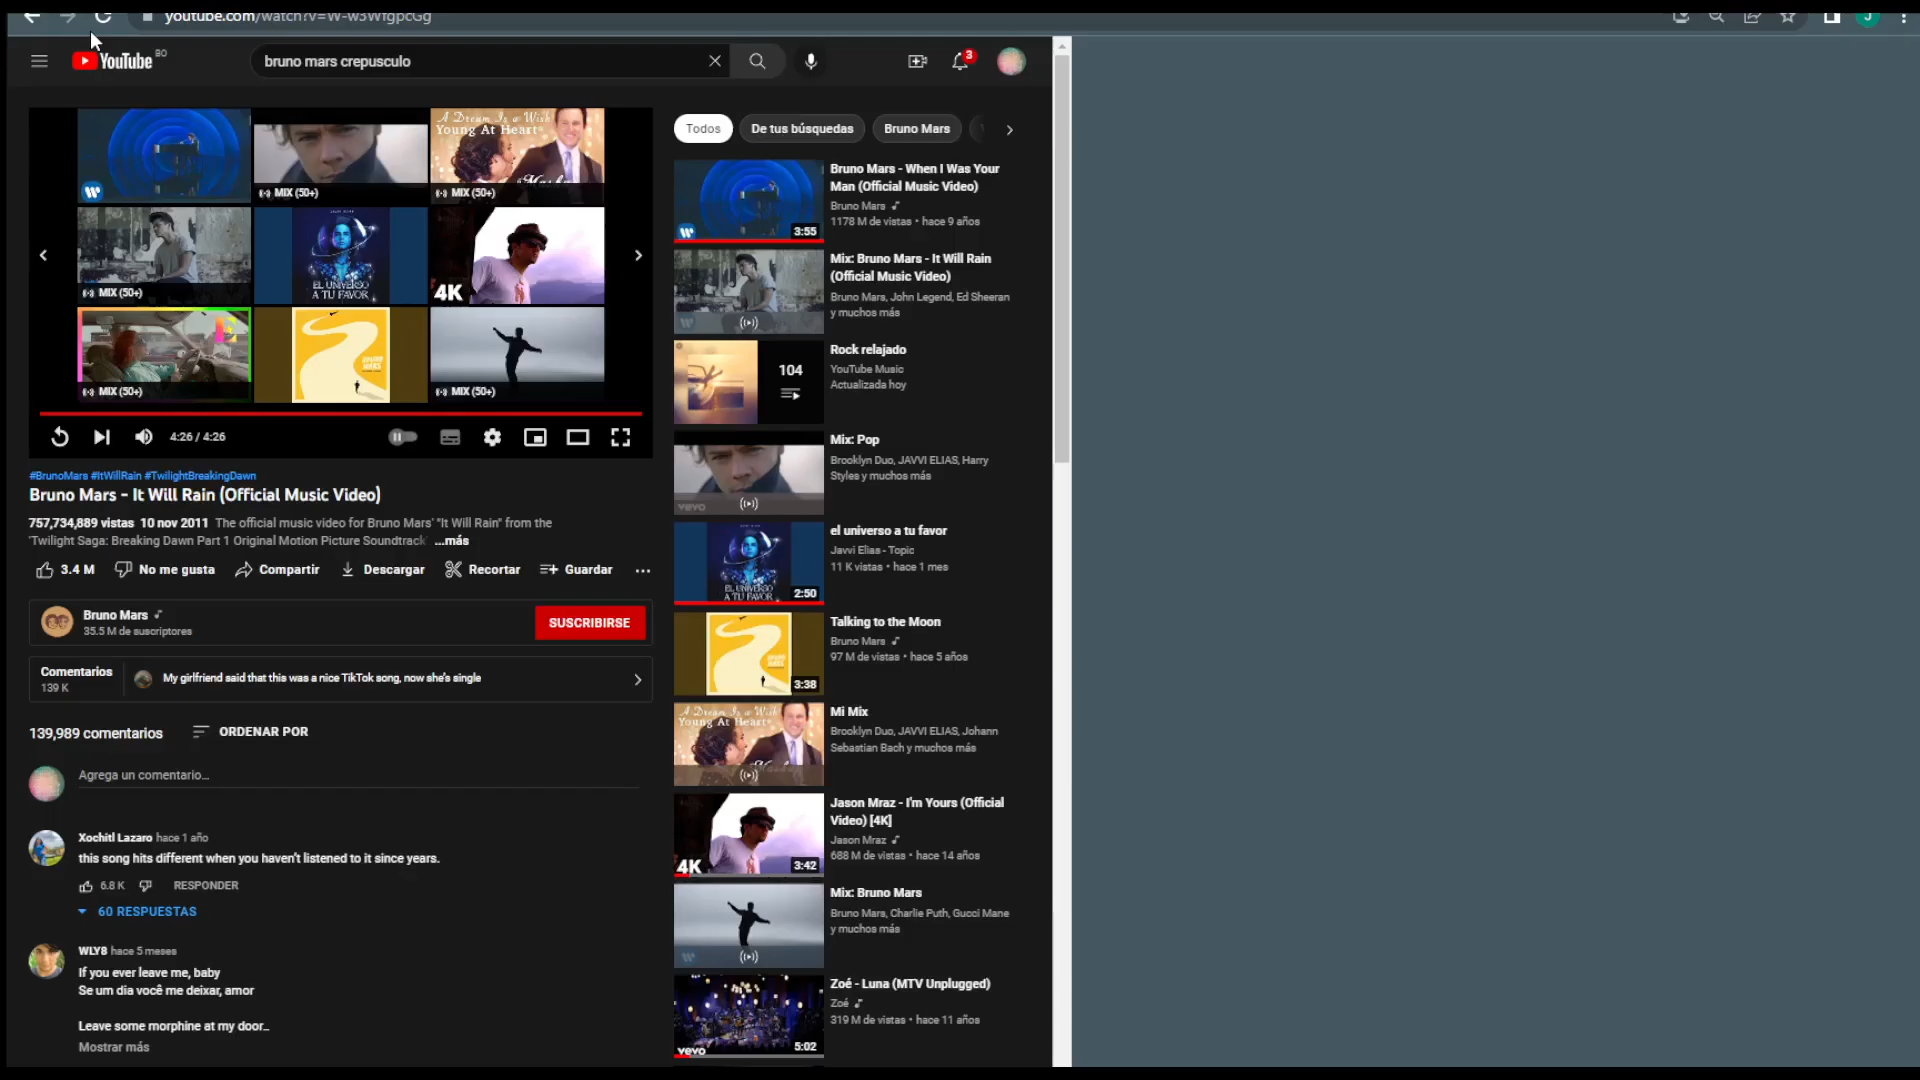 youtube.com/watch?v=W-w3WfgpcGg
YouTube BO
bruno mars crepusculo
3
J
A Dream Is a Wish
Young At Heart
MIX (50+)
MIX (50+)
MIX (50+)
EL UNIVERSO
A TU FAVOR
4K
MIX (50+)
MIX (50+)
4:26 / 4:26
#BrunoMars #ItWillRain #TwilightBreakingDawn
Bruno Mars - It Will Rain (Official Music Video)
757,734,889 vistas 10 nov 2011 The official music video for Bruno Mars' "It Will Rain" from the
'Twilight Saga: Breaking Dawn Part 1 Original Motion Picture Soundtrack' ...más
3.4 M No me gusta Compartir Descargar Recortar Guardar
Bruno Mars
35.5 M de suscriptores
SUSCRIBIRSE
Comentarios
139 K
My girlfriend said that this was a nice TikTok song, now she's single
139,989 comentarios ORDENAR POR
Agrega un comentario...
Xochitl Lazaro hace 1 año
this song hits different when you haven't listened to it since years.
6.8 K RESPONDER
60 RESPUESTAS
WLY8 hace 5 meses
If you ever leave me, baby
Se um dia você me deixar, amor
Leave some morphine at my door..
Mostrar más
Todos De tus búsquedas Bruno Mars
Bruno Mars - When I Was Your
Man (Official Music Video)
Bruno Mars
1178 M de vistas • hace 9 años
3:55
Mix: Bruno Mars - It Will Rain
(Official Music Video)
Bruno Mars, John Legend, Ed Sheeran
y muchos más
Rock relajado
YouTube Music
Actualizada hoy
104
Mix: Pop
Brooklyn Duo, JAVVI ELIAS, Harry
Styles y muchos más
vevo
el universo a tu favor
Javvi Elias - Topic
11 K vistas • hace 1 mes
EL UNIVERSO
A TU FAVOR
2:50
Talking to the Moon
Bruno Mars
97 M de vistas • hace 5 años
3:38
A Dream Is a Wish
Young At Heart
Mi Mix
Brooklyn Duo, JAVVI ELIAS, Johann
Sebastian Bach y muchos más
Jason Mraz - I'm Yours (Official
Video) [4K]
Jason Mraz
688 M de vistas • hace 14 años
4K
3:42
Mix: Bruno Mars
Bruno Mars, Charlie Puth, Gucci Mane
y muchos más
Zoé - Luna (MTV Unplugged)
Zoé
319 M de vistas • hace 11 años
vevo
5:02